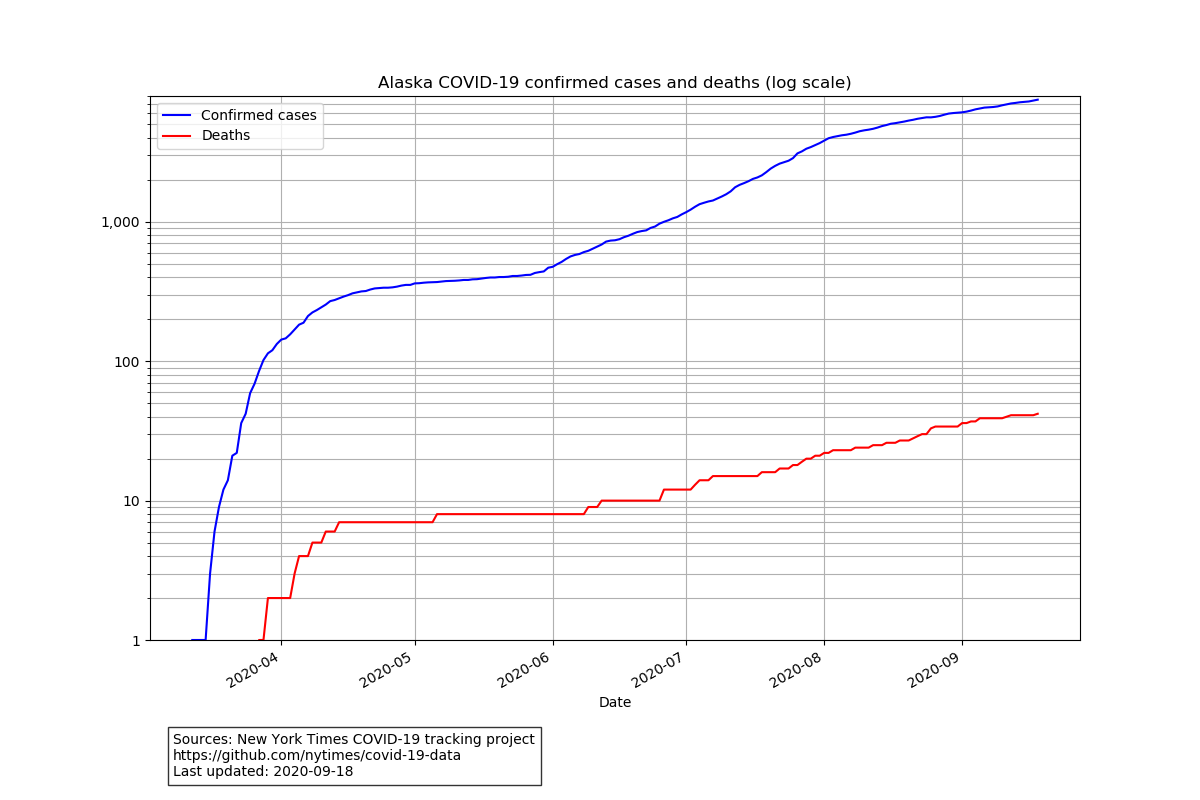 Alaska COVID-19 confirmed cases and deaths (log scale)
Confirmed cases
Deaths
1,000
100
10
1
2020-04
2020-05
2020-06
2020-07
2020-08
2020-09
Date
Sources: New York Times COVID-19 tracking project
https://github.com/nytimes/covid-19-data
Last updated: 2020-09-18